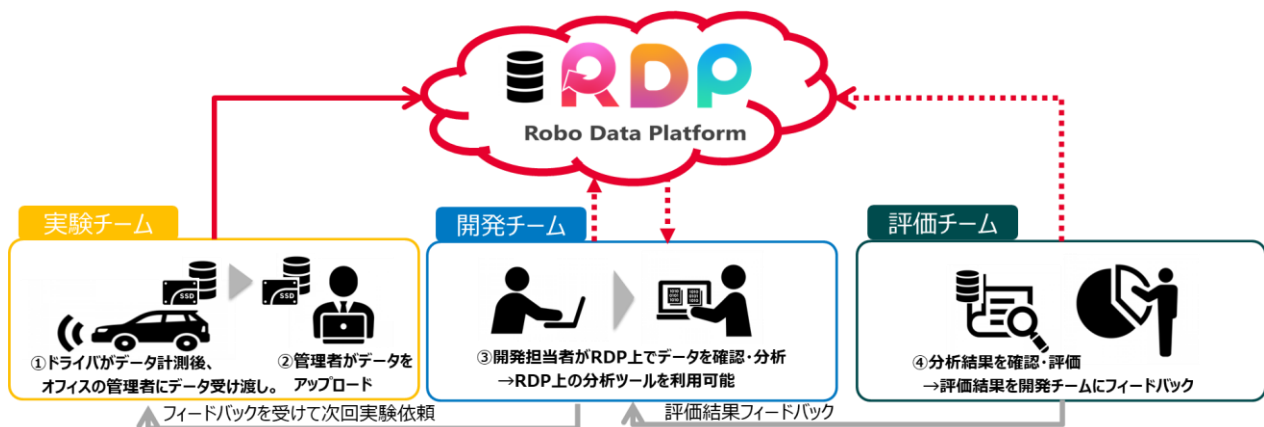 RDP
Robo Data Platform
実験チーム
SSD
SSD
①ドライバがデータ計測後、
オフィスの管理者にデータ受け渡し。
②管理者がデータを
アップロード
開発チーム
③開発担当者がRDP上でデータを確認・分析
→RDP上の分析ツールを利用可能
評価チーム
④分析結果を確認・評価
→評価結果を開発チームにフィードバック
フィードバックを受けて次回実験依頼
評価結果フィードバック